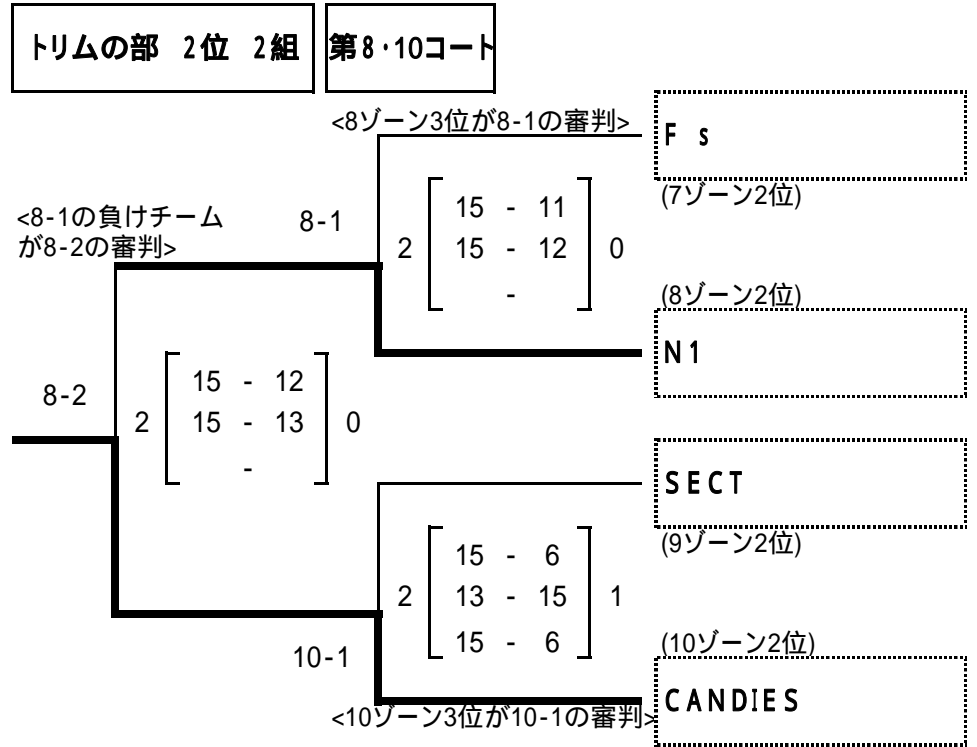 トリムの部 2位 2組
第8・10コート
<8ゾーン3位が8-1の審判>
F s
(7ゾーン2位)
<8-1の負けチーム
が8-2の審判>
8-1
15 - 11
2 15 - 12 0
-
(8ゾーン2位)
N1
8-2
15 - 12
2 15 - 13 0
-
SECT
(9ゾーン2位)
15 - 6
2 13 - 15 1
15 - 6
10-1
(10ゾーン2位)
CANDIES
<10ゾーン3位が10-1の審判>